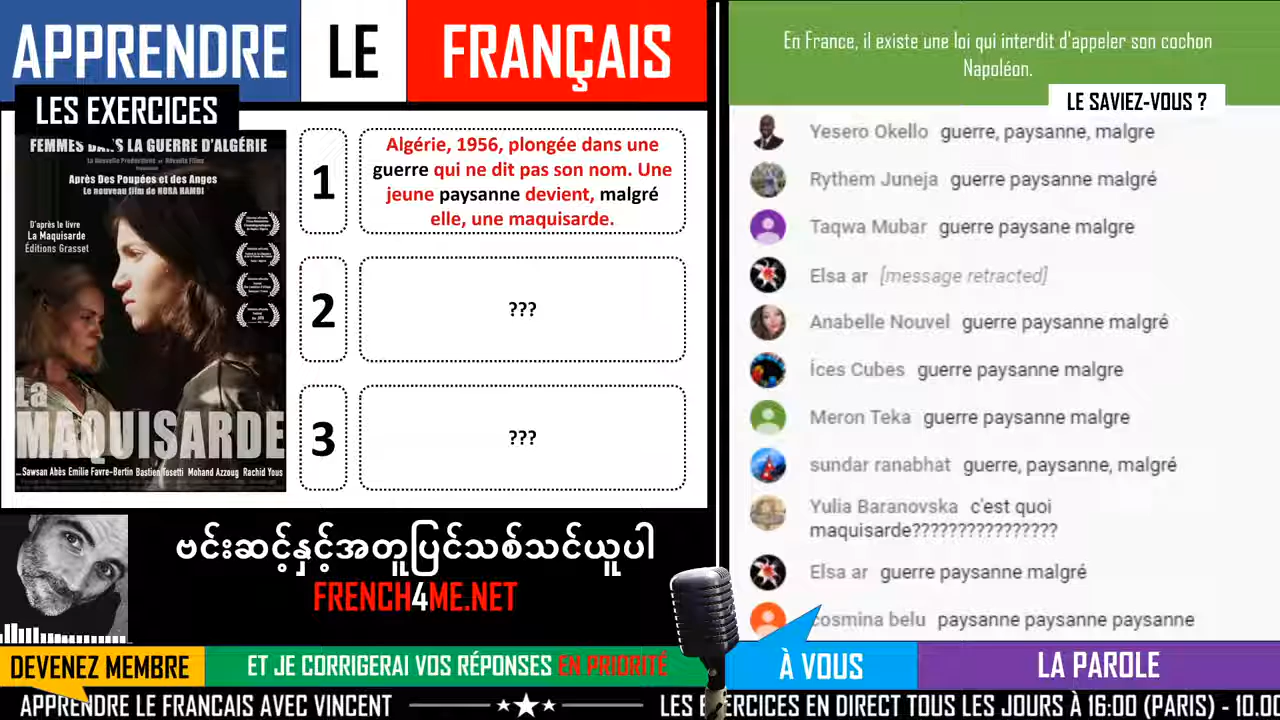 APPRENDRE LE FRANÇAIS
LES EXERCICES
FEMMES DANS LA GUERRE D'ALGÉRIE
Après Des Poupées et des Anges
Le nouveau film de NORA HAMDI
D'après le livre
La Maquisarde
Éditions Grasset
La
MAQUISARDE
Sawsan Abès Emilie Favre-Bertin Bastien Tosetti Mohand Azzoug Rachid Yous
1
Algérie, 1956, plongée dans une
guerre qui ne dit pas son nom. Une
jeune paysanne devient, malgré
elle, une maquisarde.
2
???
3
???
ဗင်းဆင့်နှင့်အတူပြင်သစ်သင်ယူပါ
FRENCH4ME.NET
DEVENEZ MEMBRE
ET JE CORRIGERAI VOS RÉPONSES EN PRIORITÉ
En France, il existe une loi qui interdit d'appeler son cochon
Napoléon.
LE SAVIEZ-VOUS ?
Yesero Okello guerre, paysanne, malgre
Rythem Juneja guerre paysanne malgré
Taqwa Mubar guerre paysane malgre
Elsa ar [message retracted]
Anabelle Nouvel guerre paysanne malgré
İces Cubes guerre paysanne malgre
Meron Teka guerre paysanne malgre
sundar ranabhat guerre, paysanne, malgré
Yulia Baranovska c'est quoi
maquisarde????????????????
Elsa ar guerre paysanne malgré
cosmina belu paysanne paysanne paysanne
À VOUS
LA PAROLE
APPRENDRE LE FRANCAIS AVEC VINCENT
LES EXERCICES EN DIRECT TOUS LES JOURS À 16:00 (PARIS) - 10.00